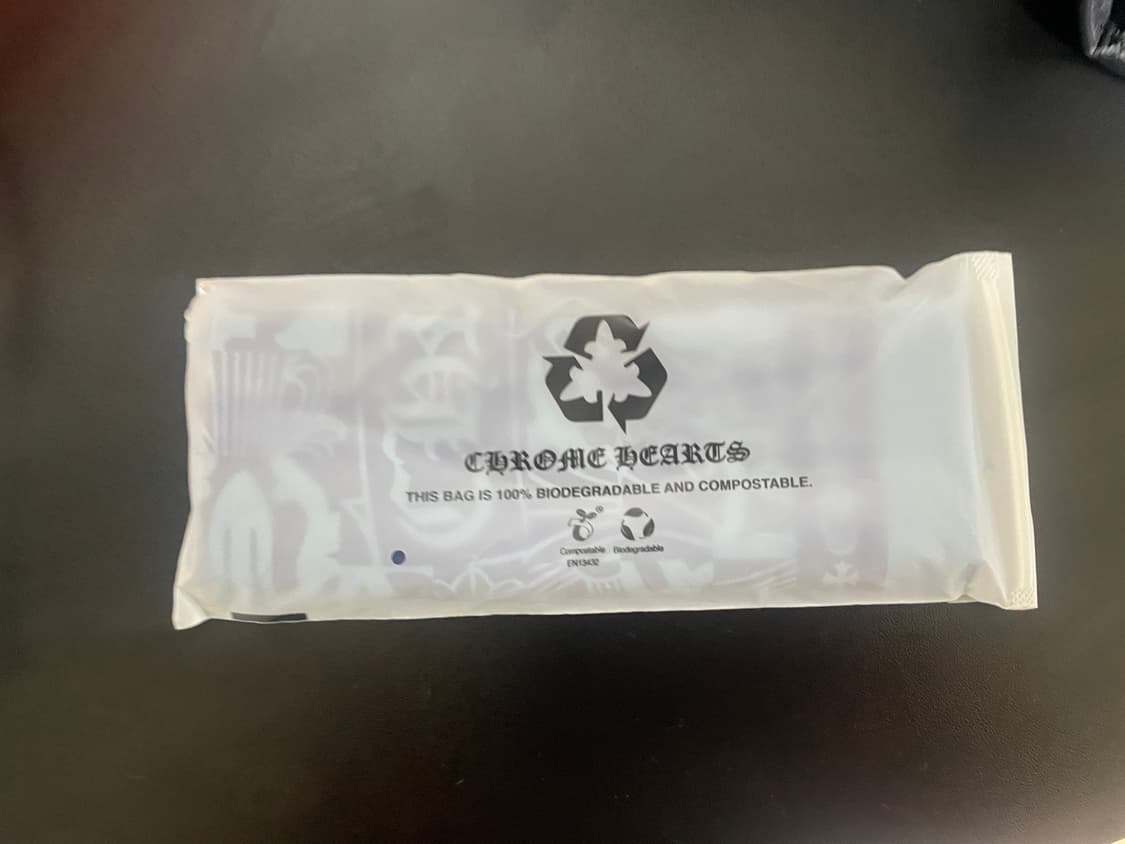 CHROME HEARTS
THIS BAG IS 100% BIODEGRADABLE AND COMPOSTABLE.
Compostable Biodegradable
EN13432